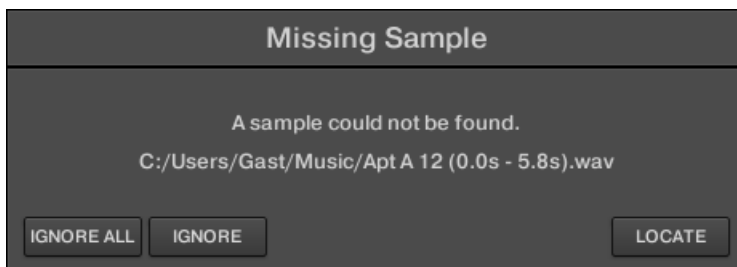 Missing Sample
A sample could not be found.
C:/Users/Gast/Music/Apt A 12 (0.0s - 5.8s).wav
IGNORE ALL IGNORE LOCATE